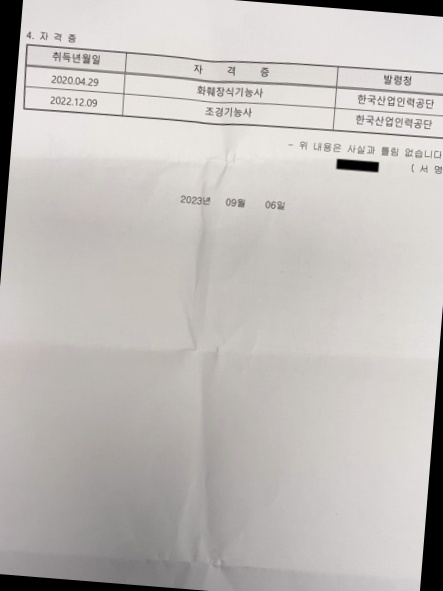 4. 자 격 증
취득년월일 자 격 증 발령청
2020.04.29 화훼장식기능사 한국산업인력공단
2022.12.09 조경기능사 한국산업인력공단
- 위 내용은 사실과 틀림 없습니다
( 서 명
2023년 09월 06일